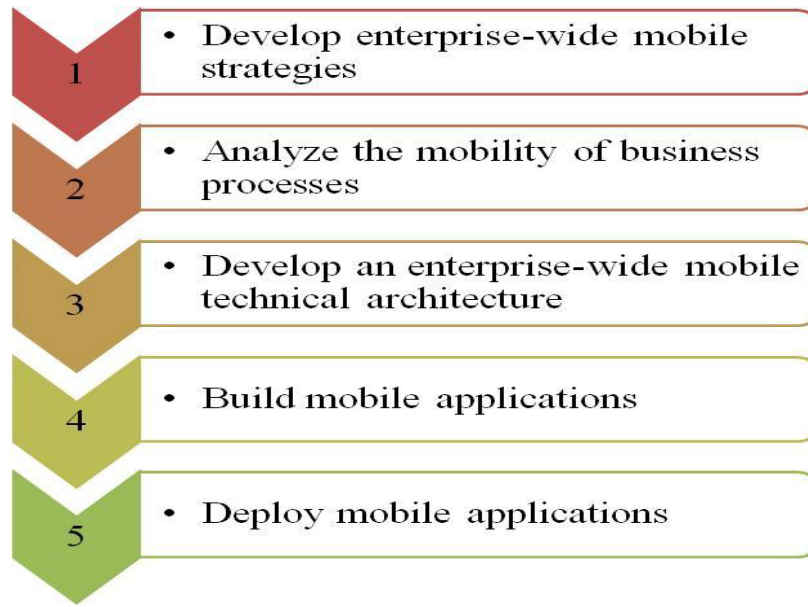 1
• Develop enterprise-wide mobile
strategies
2
• Analyze the mobility of business
processes
3
• Develop an enterprise-wide mobile
technical architecture
4
• Build mobile applications
5
• Deploy mobile applications